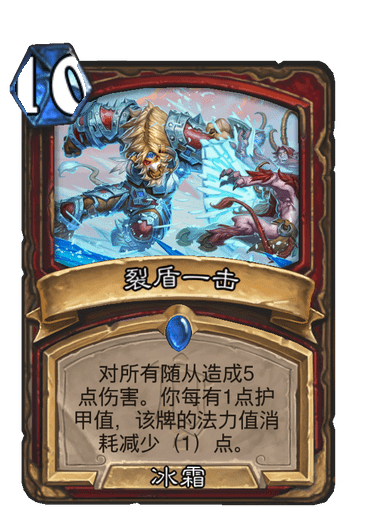 10
裂盾一击
对所有随从造成5
点伤害。你每有1点护
甲值，该牌的法力值消
耗减少（1）点。
冰霜